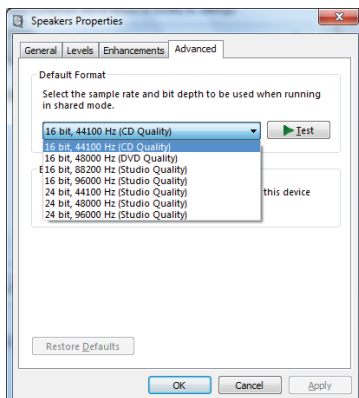 Speakers Properties
General Levels Enhancements Advanced
Default Format
Select the sample rate and bit depth to be used when running
in shared mode.
16 bit, 44100 Hz (CD Quality)
Test
16 bit, 44100 Hz (CD Quality)
16 bit, 48000 Hz (DVD Quality)
16 bit, 88200 Hz (Studio Quality)
16 bit, 96000 Hz (Studio Quality)
24 bit, 44100 Hz (Studio Quality)
this device
24 bit, 48000 Hz (Studio Quality)
24 bit, 96000 Hz (Studio Quality)
Restore Defaults
OK Cancel Apply